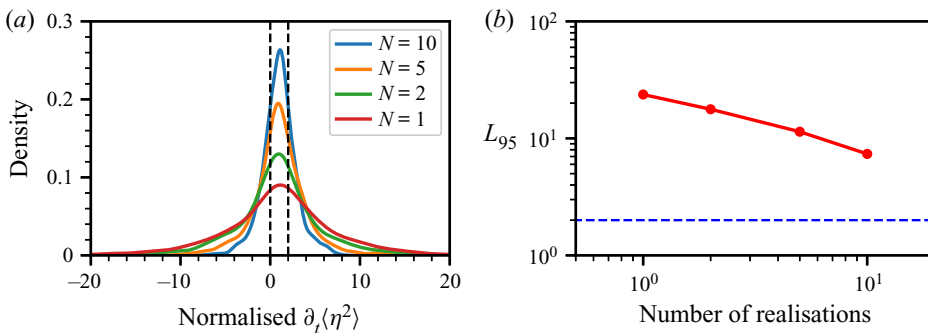 (a)
0.3
0.2
0.1
0
Density
N = 10
N = 5
N = 2
N = 1
−20
−10
0
10
20
Normalised ∂t⟨η²⟩
(b)
10²
10¹
10⁰
L95
10⁰
10¹
Number of realisations